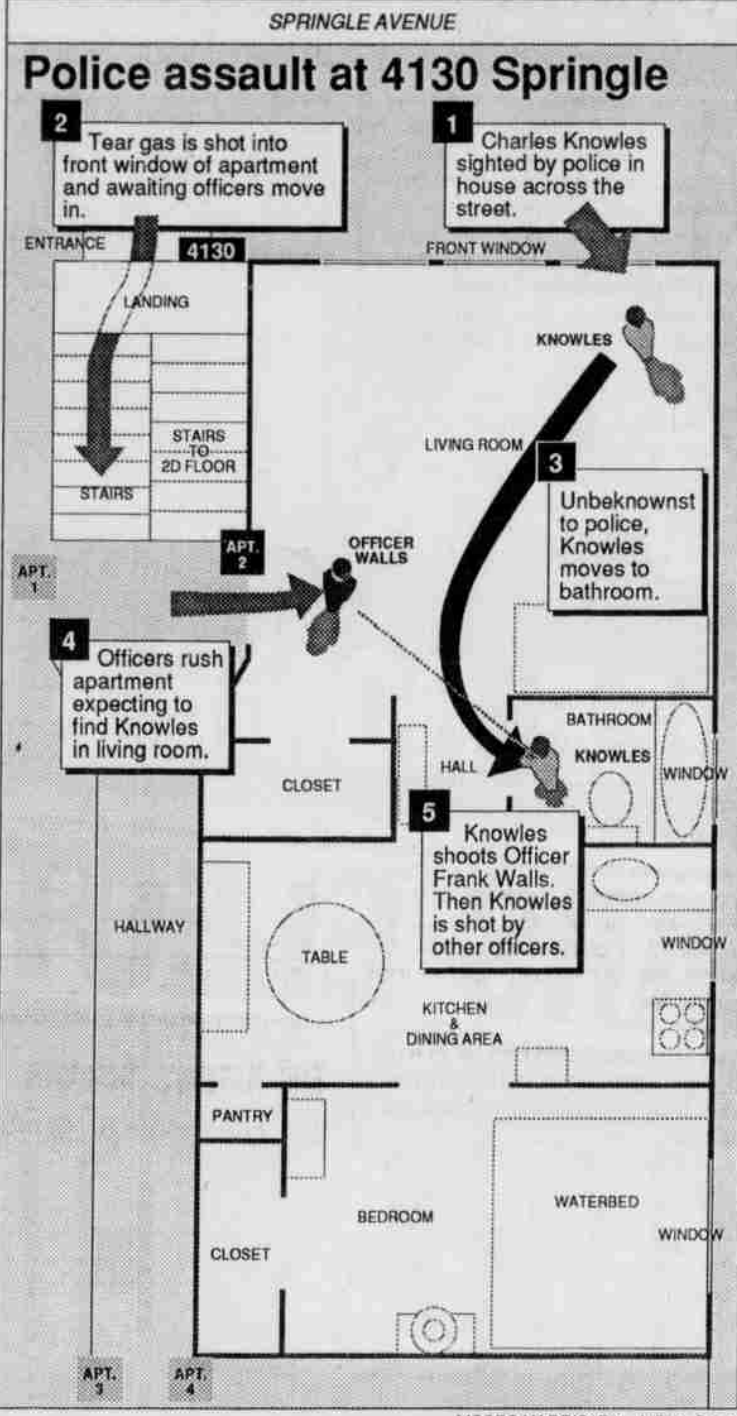 SPRINGLE AVENUE
Police assault at 4130 Springle
2
Tear gas is shot into
front window of apartment
and awaiting officers move
in.
1
Charles Knowles
sighted by police in
house across the
street.
ENTRANCE
4130
FRONT WINDOW
LANDING
KNOWLES
STAIRS
TO
2D FLOOR
STAIRS
LIVING ROOM
3
Unbeknownst
to police,
Knowles
moves to
bathroom.
APT.
1
APT.
2
OFFICER
WALLS
4
Officers rush
apartment
expecting to
find Knowles
in living room.
BATHROOM
KNOWLES
WINDOW
HALL
CLOSET
5
Knowles
shoots Officer
Frank Walls.
Then Knowles
is shot by
other officers.
HALLWAY
TABLE
WINDOW
KITCHEN
&
DINING AREA
PANTRY
BEDROOM
WATERBED
WINDOW
CLOSET
APT.
3
APT.
4